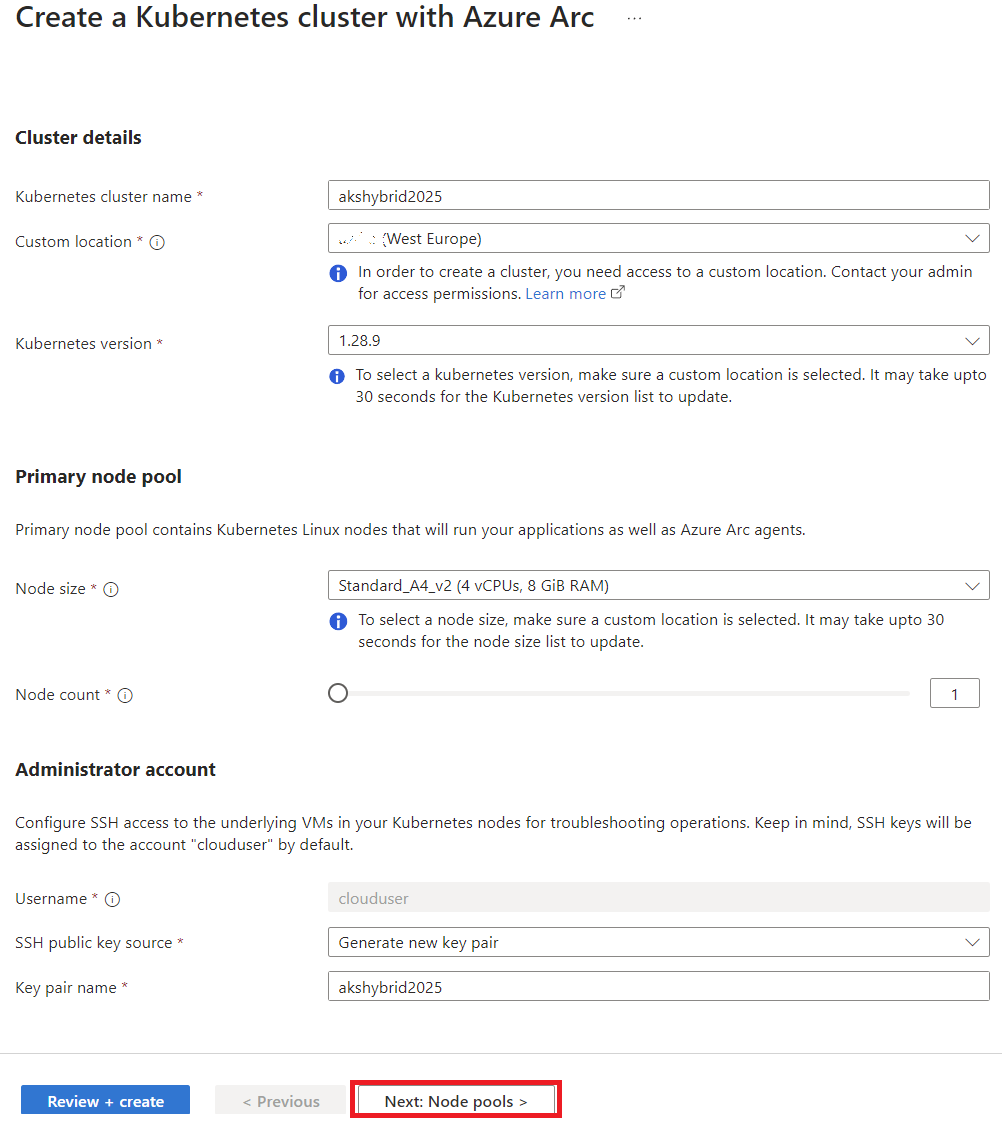 Create a Kubernetes cluster with Azure Arc ...
Cluster details
Kubernetes cluster name *
akshybrid2025
Custom location *
(West Europe)
In order to create a cluster, you need access to a custom location. Contact your admin
for access permissions. Learn more
Kubernetes version *
1.28.9
To select a kubernetes version, make sure a custom location is selected. It may take upto
30 seconds for the Kubernetes version list to update.
Primary node pool
Primary node pool contains Kubernetes Linux nodes that will run your applications as well as Azure Arc agents.
Node size *
Standard_A4_v2 (4 vCPUs, 8 GiB RAM)
To select a node size, make sure a custom location is selected. It may take upto 30
seconds for the node size list to update.
Node count *
1
Administrator account
Configure SSH access to the underlying VMs in your Kubernetes nodes for troubleshooting operations. Keep in mind, SSH keys will be
assigned to the account "clouduser" by default.
Username *
clouduser
SSH public key source *
Generate new key pair
Key pair name *
akshybrid2025
Review + create
< Previous
Next: Node pools >